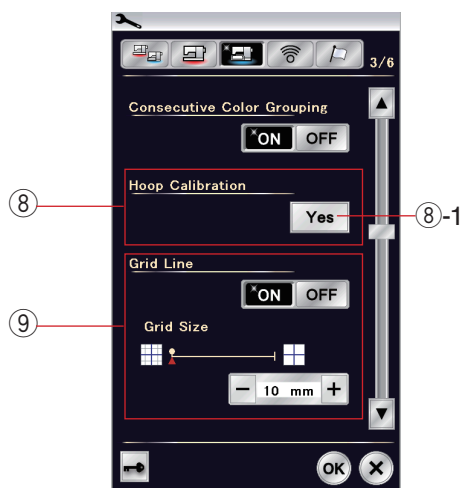 3/6
Consecutive Color Grouping
ON OFF
⑧ Hoop Calibration
Yes ⑧-1
Grid Line
ON OFF
⑨ Grid Size
− 10 mm +
OK ×